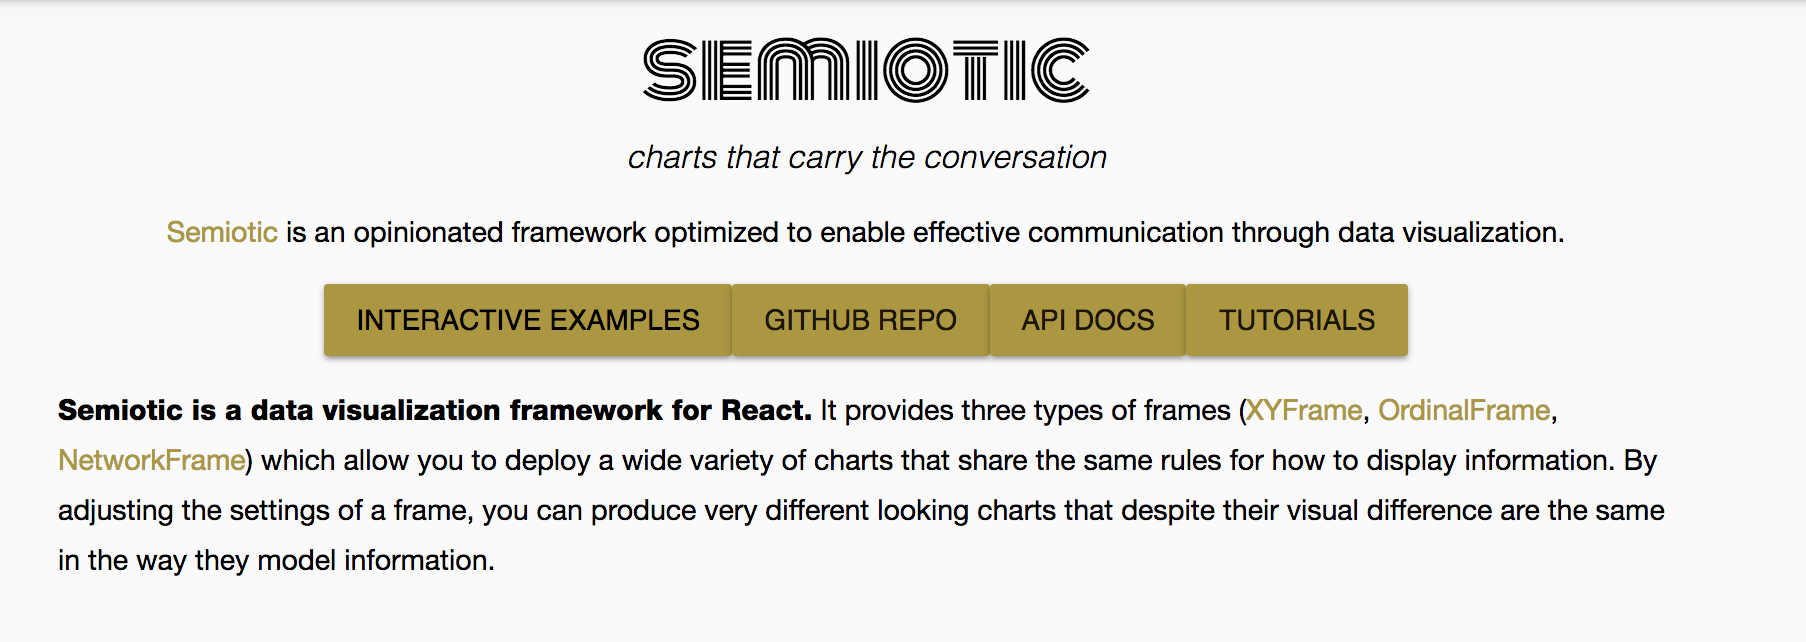 SEMIOTIC
charts that carry the conversation
Semiotic is an opinionated framework optimized to enable effective communication through data visualization.
INTERACTIVE EXAMPLES GITHUB REPO API DOCS TUTORIALS
Semiotic is a data visualization framework for React. It provides three types of frames (XYFrame, OrdinalFrame,
NetworkFrame) which allow you to deploy a wide variety of charts that share the same rules for how to display information. By
adjusting the settings of a frame, you can produce very different looking charts that despite their visual difference are the same
in the way they model information.